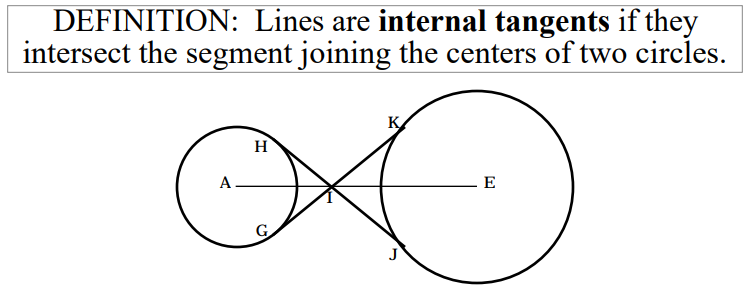 DEFINITION: Lines are internal tangents if they
intersect the segment joining the centers of two circles.
K
H
A
E
I
G
J